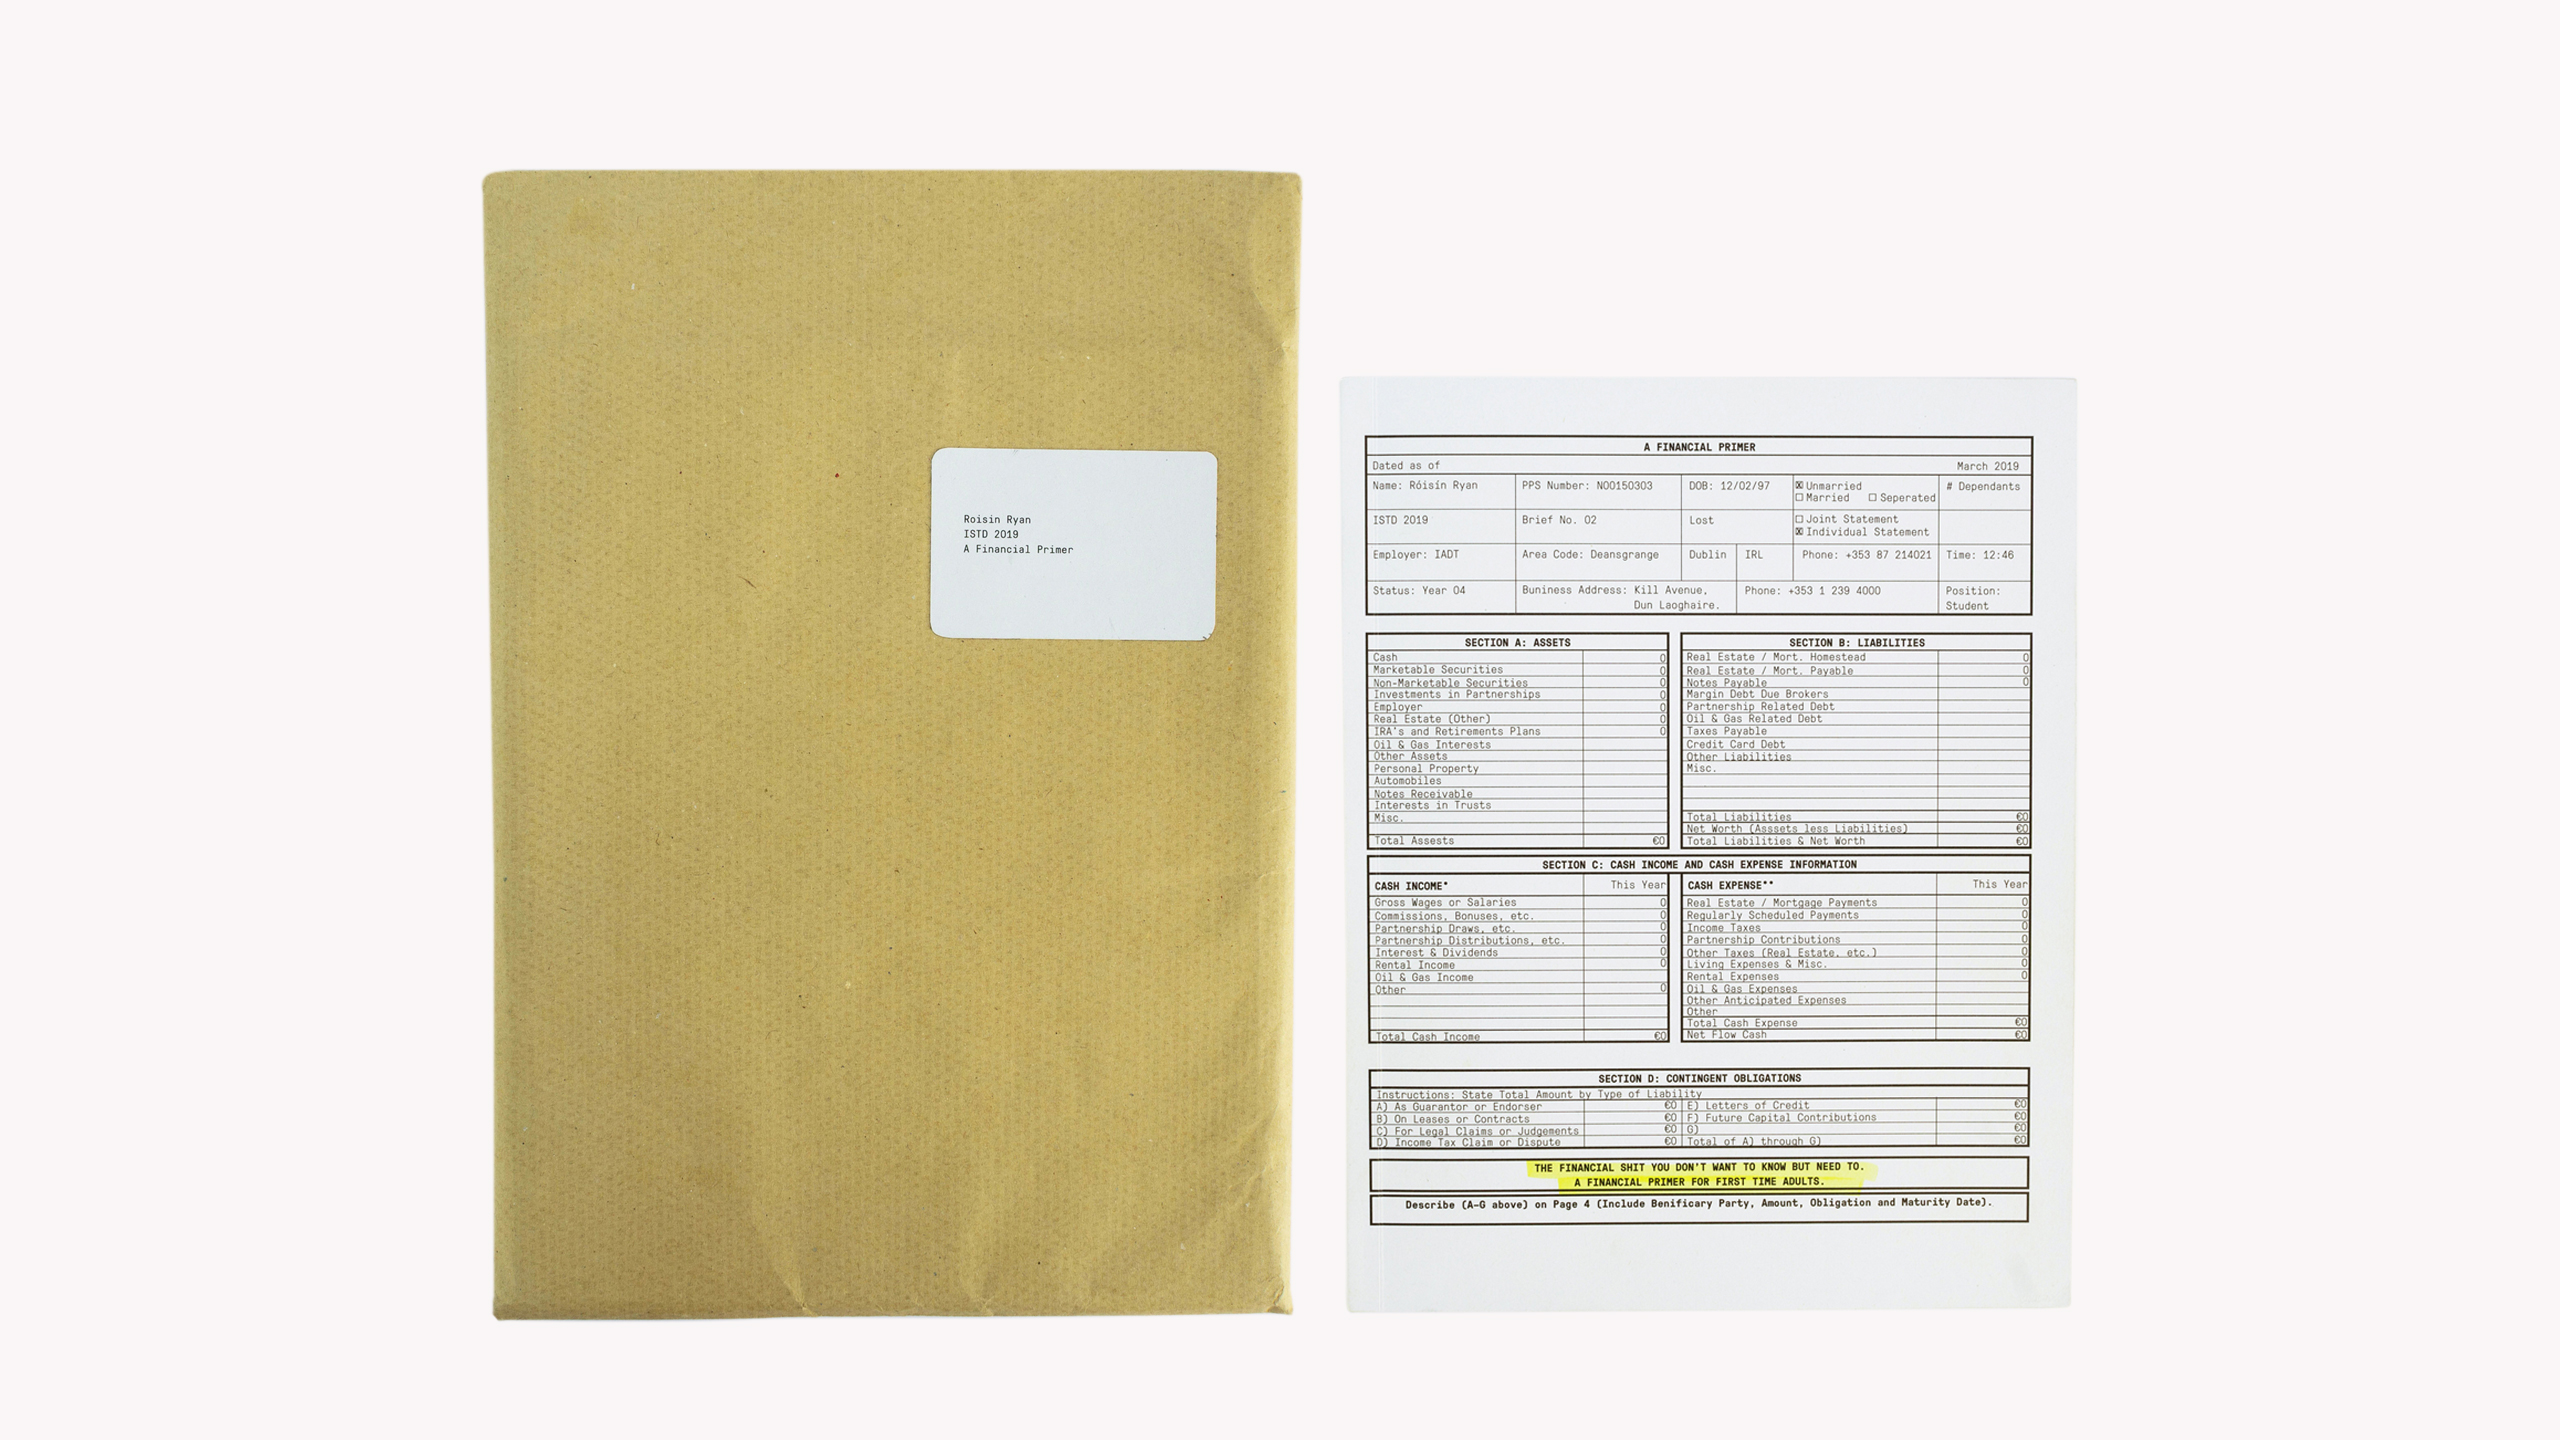 Roisin Ryan
ISTD 2019
A Financial Primer
A FINANCIAL PRIMER
Dated as of March 2019
Name: Róisín Ryan PPS Number: N00150303 DOB: 12/02/97 ☒ Unmarried # Dependants
☐ Married ☐ Seperated
ISTD 2019 Brief No. 02 Lost ☐ Joint Statement
☒ Individual Statement
Employer: IADT Area Code: Deansgrange Dublin IRL Phone: +353 87 214021 Time: 12:46
Status: Year 04 Buniness Address: Kill Avenue, Phone: +353 1 239 4000 Position:
Dun Laoghaire. Student
SECTION A: ASSETS
Cash 0
Marketable Securities 0
Non-Marketable Securities 0
Investments in Partnerships 0
Employer 0
Real Estate (Other) 0
IRA's and Retirements Plans 0
Oil & Gas Interests
Other Assets
Personal Property
Automobiles
Notes Receivable
Interests in Trusts
Misc.
Total Assests €0
SECTION B: LIABILITIES
Real Estate / Mort. Homestead 0
Real Estate / Mort. Payable 0
Notes Payable 0
Margin Debt Due Brokers
Partnership Related Debt
Oil & Gas Related Debt
Taxes Payable
Credit Card Debt
Other Liabilities
Misc.
Total Liabilities €0
Net Worth (Asssets less Liabilities) €0
Total Liabilities & Net Worth €0
SECTION C: CASH INCOME AND CASH EXPENSE INFORMATION
CASH INCOME* This Year
Gross Wages or Salaries 0
Commissions, Bonuses, etc. 0
Partnership Draws, etc. 0
Partnership Distributions, etc. 0
Interest & Dividends 0
Rental Income 0
Oil & Gas Income
Other 0
Total Cash Income €0
CASH EXPENSE** This Year
Real Estate / Mortgage Payments 0
Regularly Scheduled Payments 0
Income Taxes 0
Partnership Contributions 0
Other Taxes (Real Estate, etc.) 0
Living Expenses & Misc. 0
Rental Expenses 0
Oil & Gas Expenses
Other Anticipated Expenses
Other
Total Cash Expense €0
Net Flow Cash €0
SECTION D: CONTINGENT OBLIGATIONS
Instructions: State Total Amount by Type of Liability
A) As Guarantor or Endorser €0 E) Letters of Credit €0
B) On Leases or Contracts €0 F) Future Capital Contributions €0
C) For Legal Claims or Judgements €0 G) €0
D) Income Tax Claim or Dispute €0 Total of A) through G) €0
THE FINANCIAL SHIT YOU DON'T WANT TO KNOW BUT NEED TO.
A FINANCIAL PRIMER FOR FIRST TIME ADULTS.
Describe (A-G above) on Page 4 (Include Benificary Party, Amount, Obligation and Maturity Date).